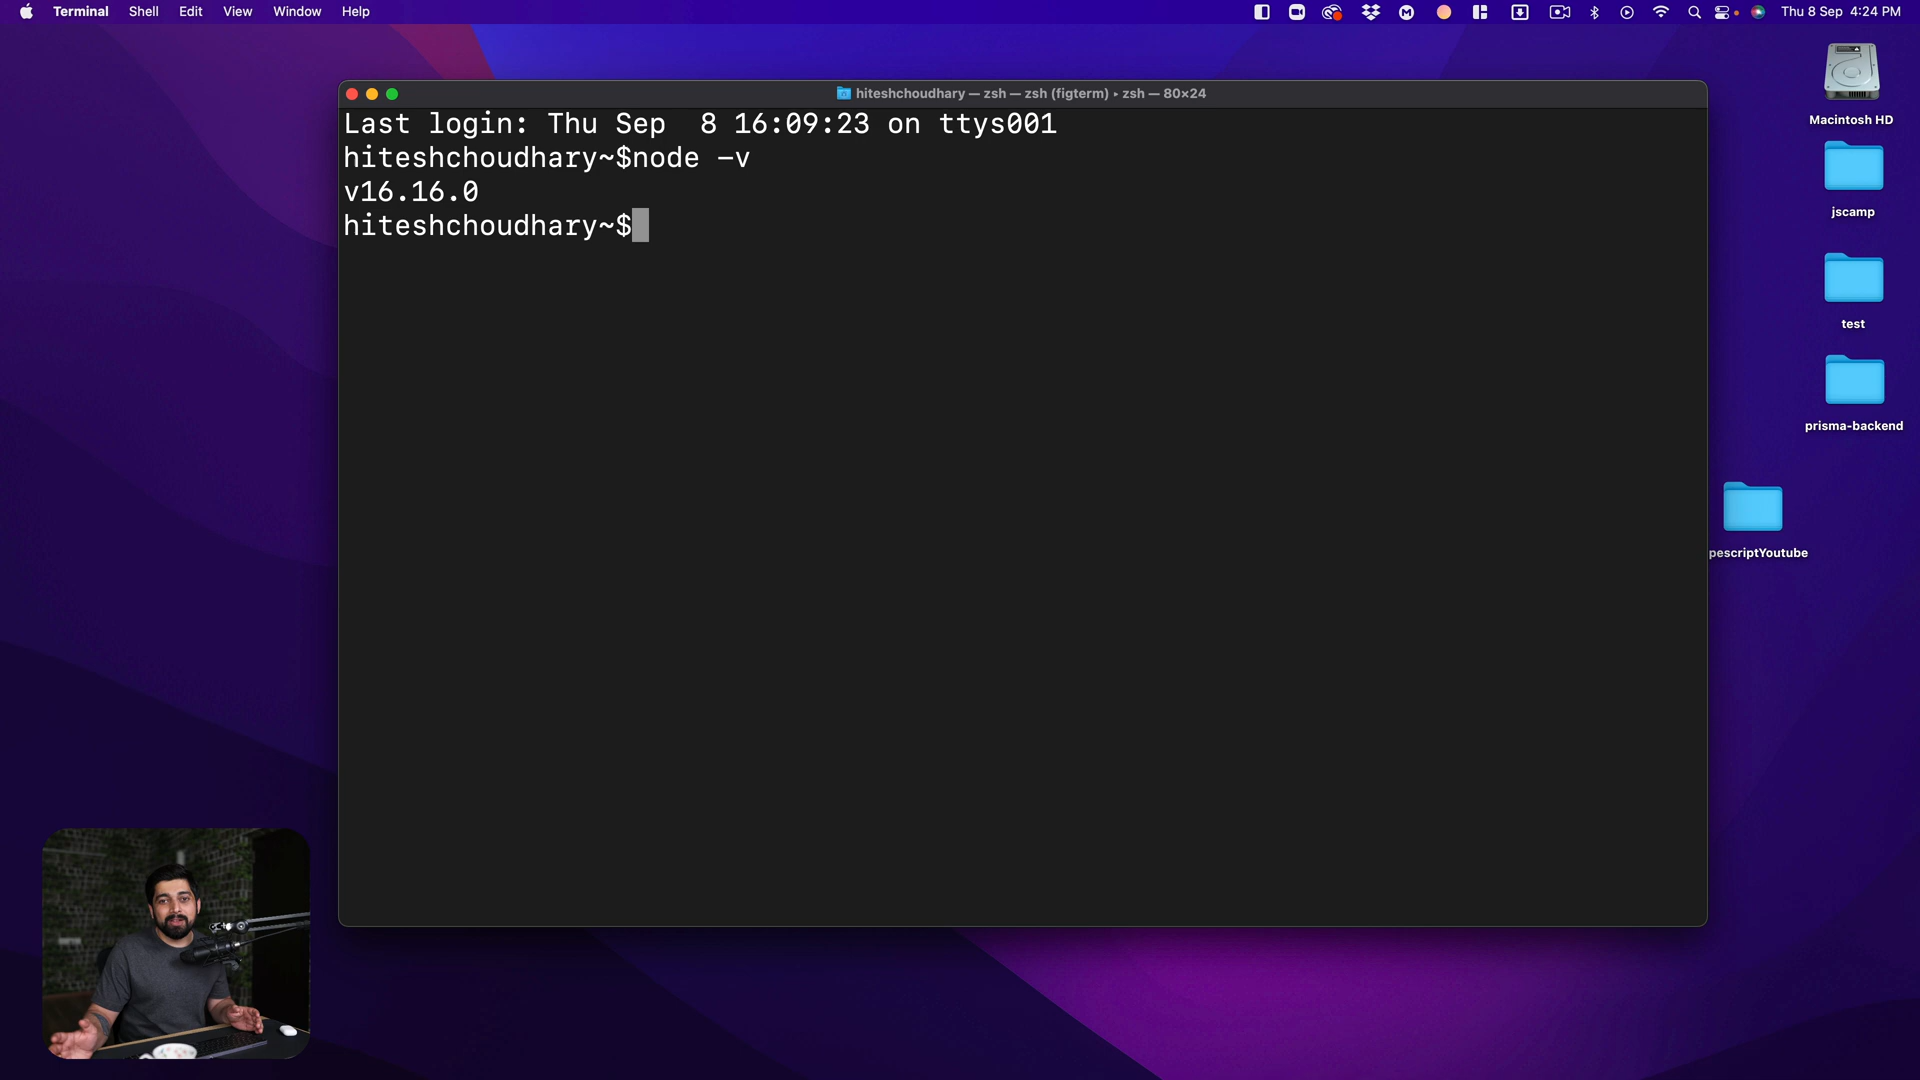 Terminal Shell Edit View Window Help
Thu 8 Sep 4:24 PM
hiteshchoudhary — zsh — zsh (figterm) ▸ zsh — 80×24
Last login: Thu Sep  8 16:09:23 on ttys001
hiteshchoudhary~$node -v
v16.16.0
hiteshchoudhary~$
Macintosh HD
jscamp
test
prisma-backend
pescriptYoutube